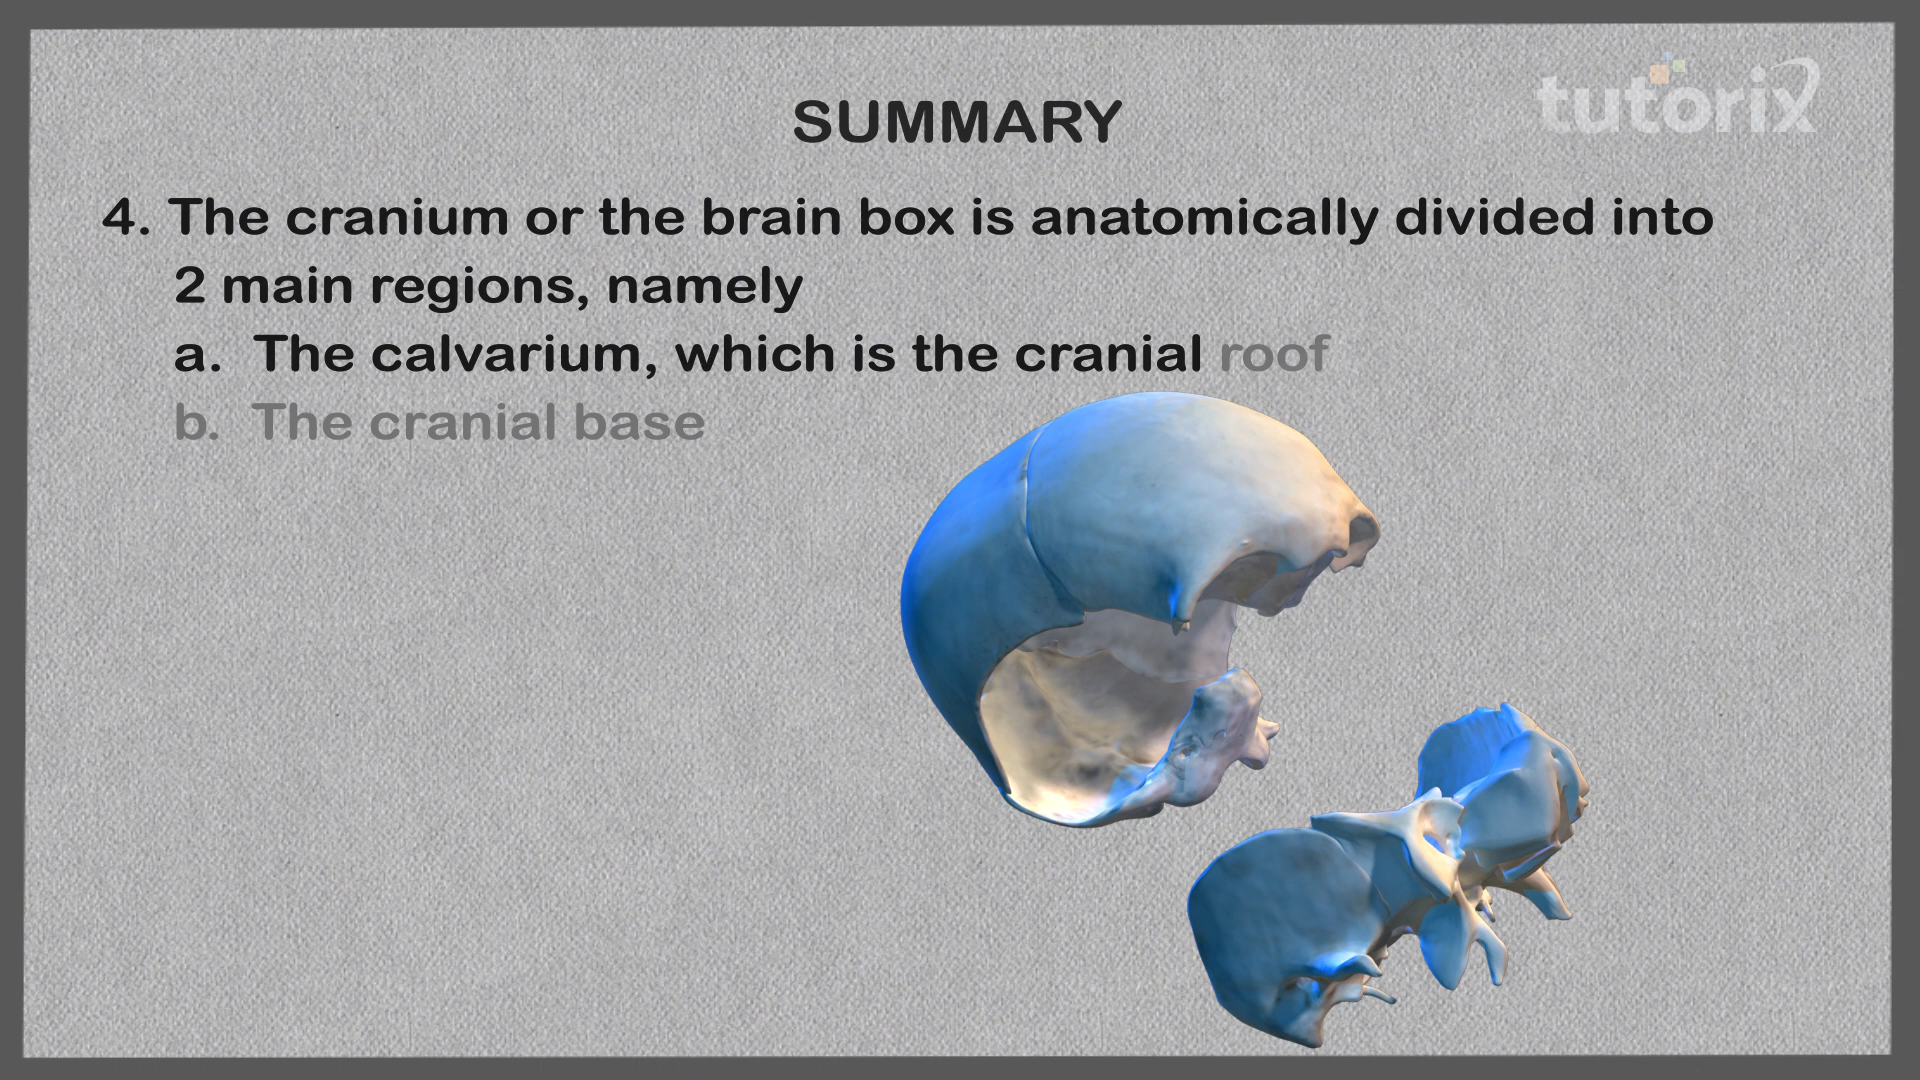 tutorix
SUMMARY
4. The cranium or the brain box is anatomically divided into
2 main regions, namely
a. The calvarium, which is the cranial roof
b. The cranial base